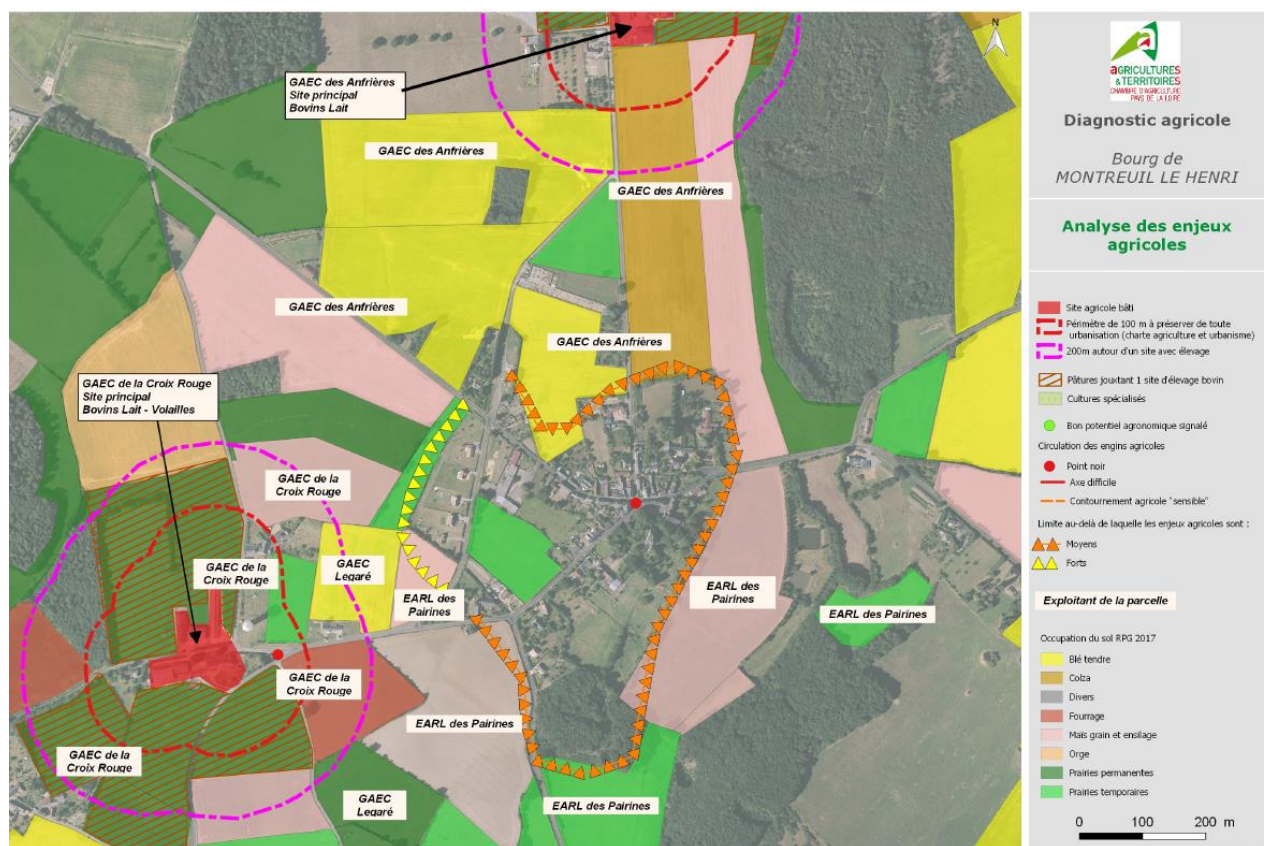 GAEC des Anfrières
Site principal
Bovins Lait
GAEC des Anfrières
GAEC des Anfrières
GAEC des Anfrières
GAEC des Anfrières
GAEC de la Croix Rouge
Site principal
Bovins Lait - Volailles
GAEC de la
Croix Rouge
GAEC de la
Croix Rouge
GAEC
Legaré
EARL des
Pairines
EARL des
Pairines
EARL des Pairines
GAEC de la
Croix Rouge
EARL des Pairines
GAEC de la
Croix Rouge
GAEC
Legaré
EARL des Pairines
N
AGRICULTURES
& TERRITOIRES
CHAMBRE D'AGRICULTURE
PAYS DE LA LOIRE
Diagnostic agricole
Bourg de
MONTREUIL LE HENRI
Analyse des enjeux
agricoles
Site agricole bâti
Périmètre de 100 m à préserver de toute
urbanisation (charte agriculture et urbanisme)
200m autour d'un site avec élevage
Pâtures jouxtant 1 site d'élevage bovin
Cultures spécialisés
Bon potentiel agronomique signalé
Circulation des engins agricoles
Point noir
Axe difficile
Contournement agricole "sensible"
Limite au-delà de laquelle les enjeux agricoles sont :
Moyens
Forts
Exploitant de la parcelle
Occupation du sol RPG 2017
Blé tendre
Colza
Divers
Fourrage
Maïs grain et ensilage
Orge
Prairies permanentes
Prairies temporaires
0 100 200 m